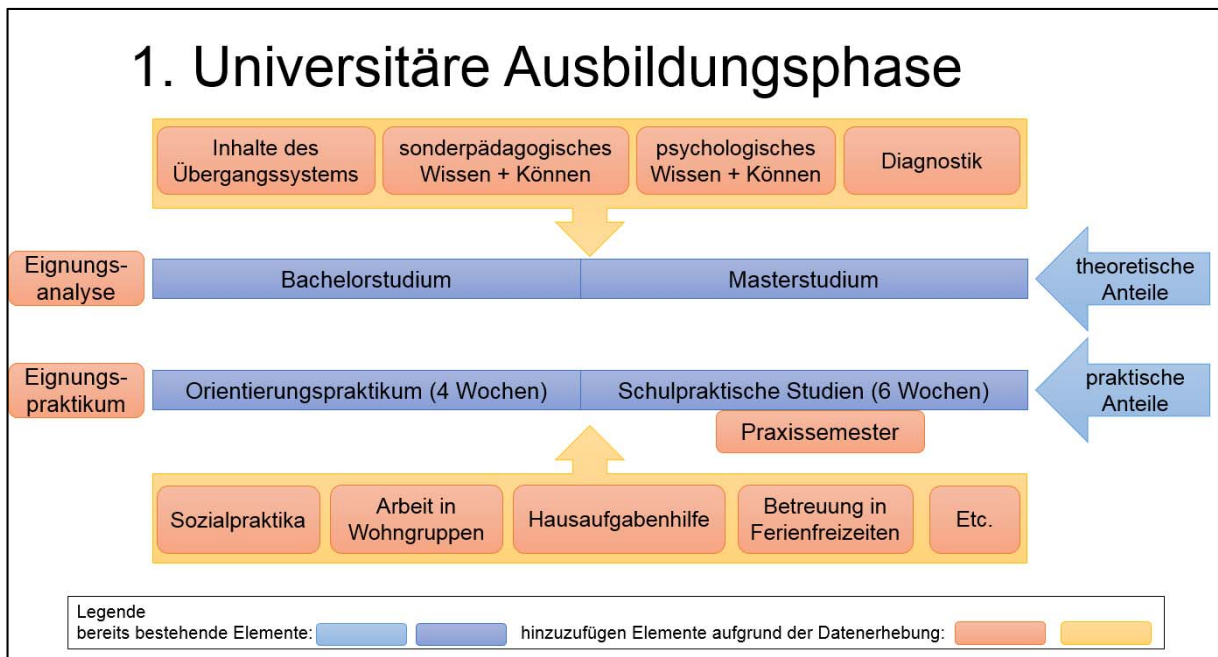 1. Universitäre Ausbildungsphase
Inhalte des
Übergangssystems
sonderpädagogisches
Wissen + Können
psychologisches
Wissen + Können
Diagnostik
Eignungs-
analyse
Bachelorstudium
Masterstudium
theoretische
Anteile
Eignungs-
praktikum
Orientierungspraktikum (4 Wochen)
Schulpraktische Studien (6 Wochen)
praktische
Anteile
Praxissemester
Sozialpraktika
Arbeit in
Wohngruppen
Hausaufgabenhilfe
Betreuung in
Ferienfreizeiten
Etc.
Legende
bereits bestehende Elemente:
hinzuzufügen Elemente aufgrund der Datenerhebung: